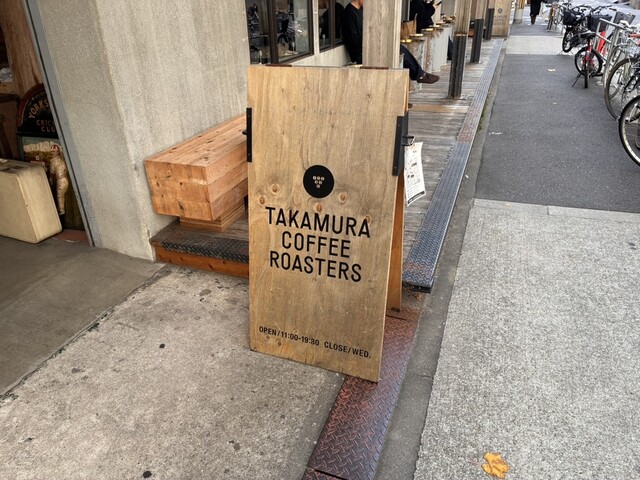 TAKAMURA
COFFEE
ROASTERS
OPEN/11:00-19:30 CLOSE/WED.